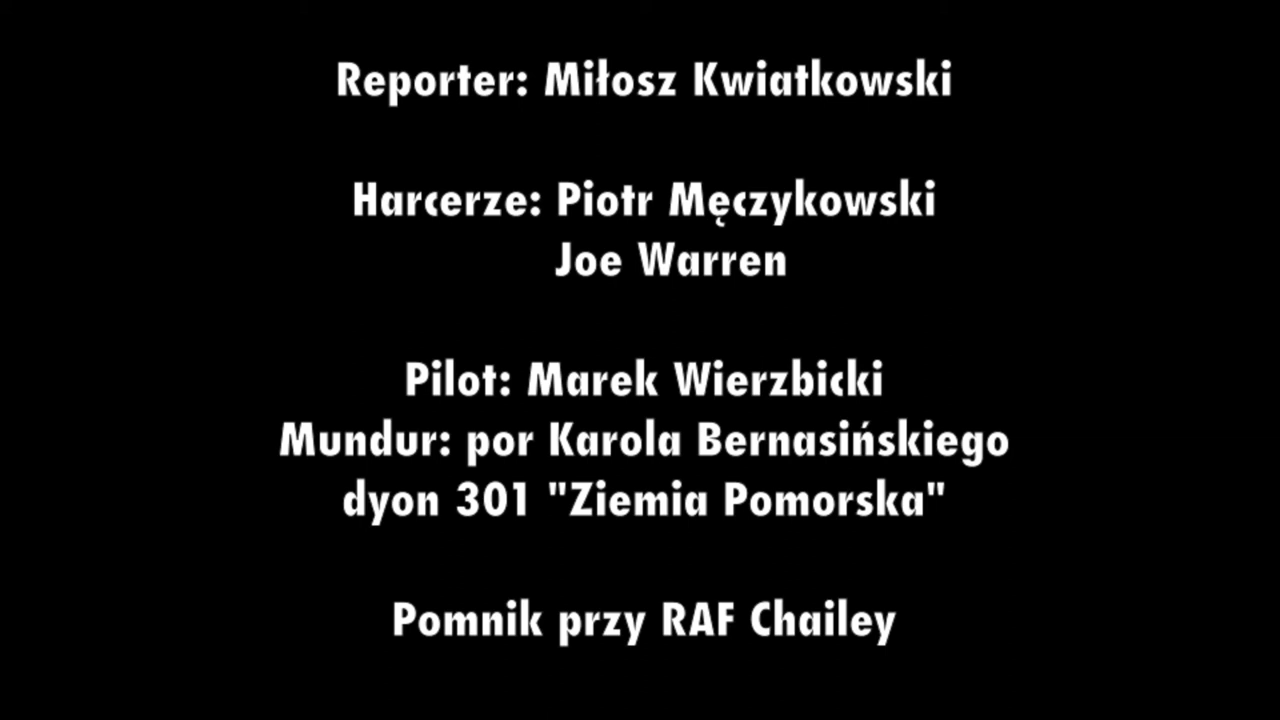 Reporter: Miłosz Kwiatkowski
Harcerze: Piotr Męczykowski
Joe Warren
Pilot: Marek Wierzbicki
Mundur: por Karola Bernasińskiego
dyon 301 "Ziemia Pomorska"
Pomnik przy RAF Chailey